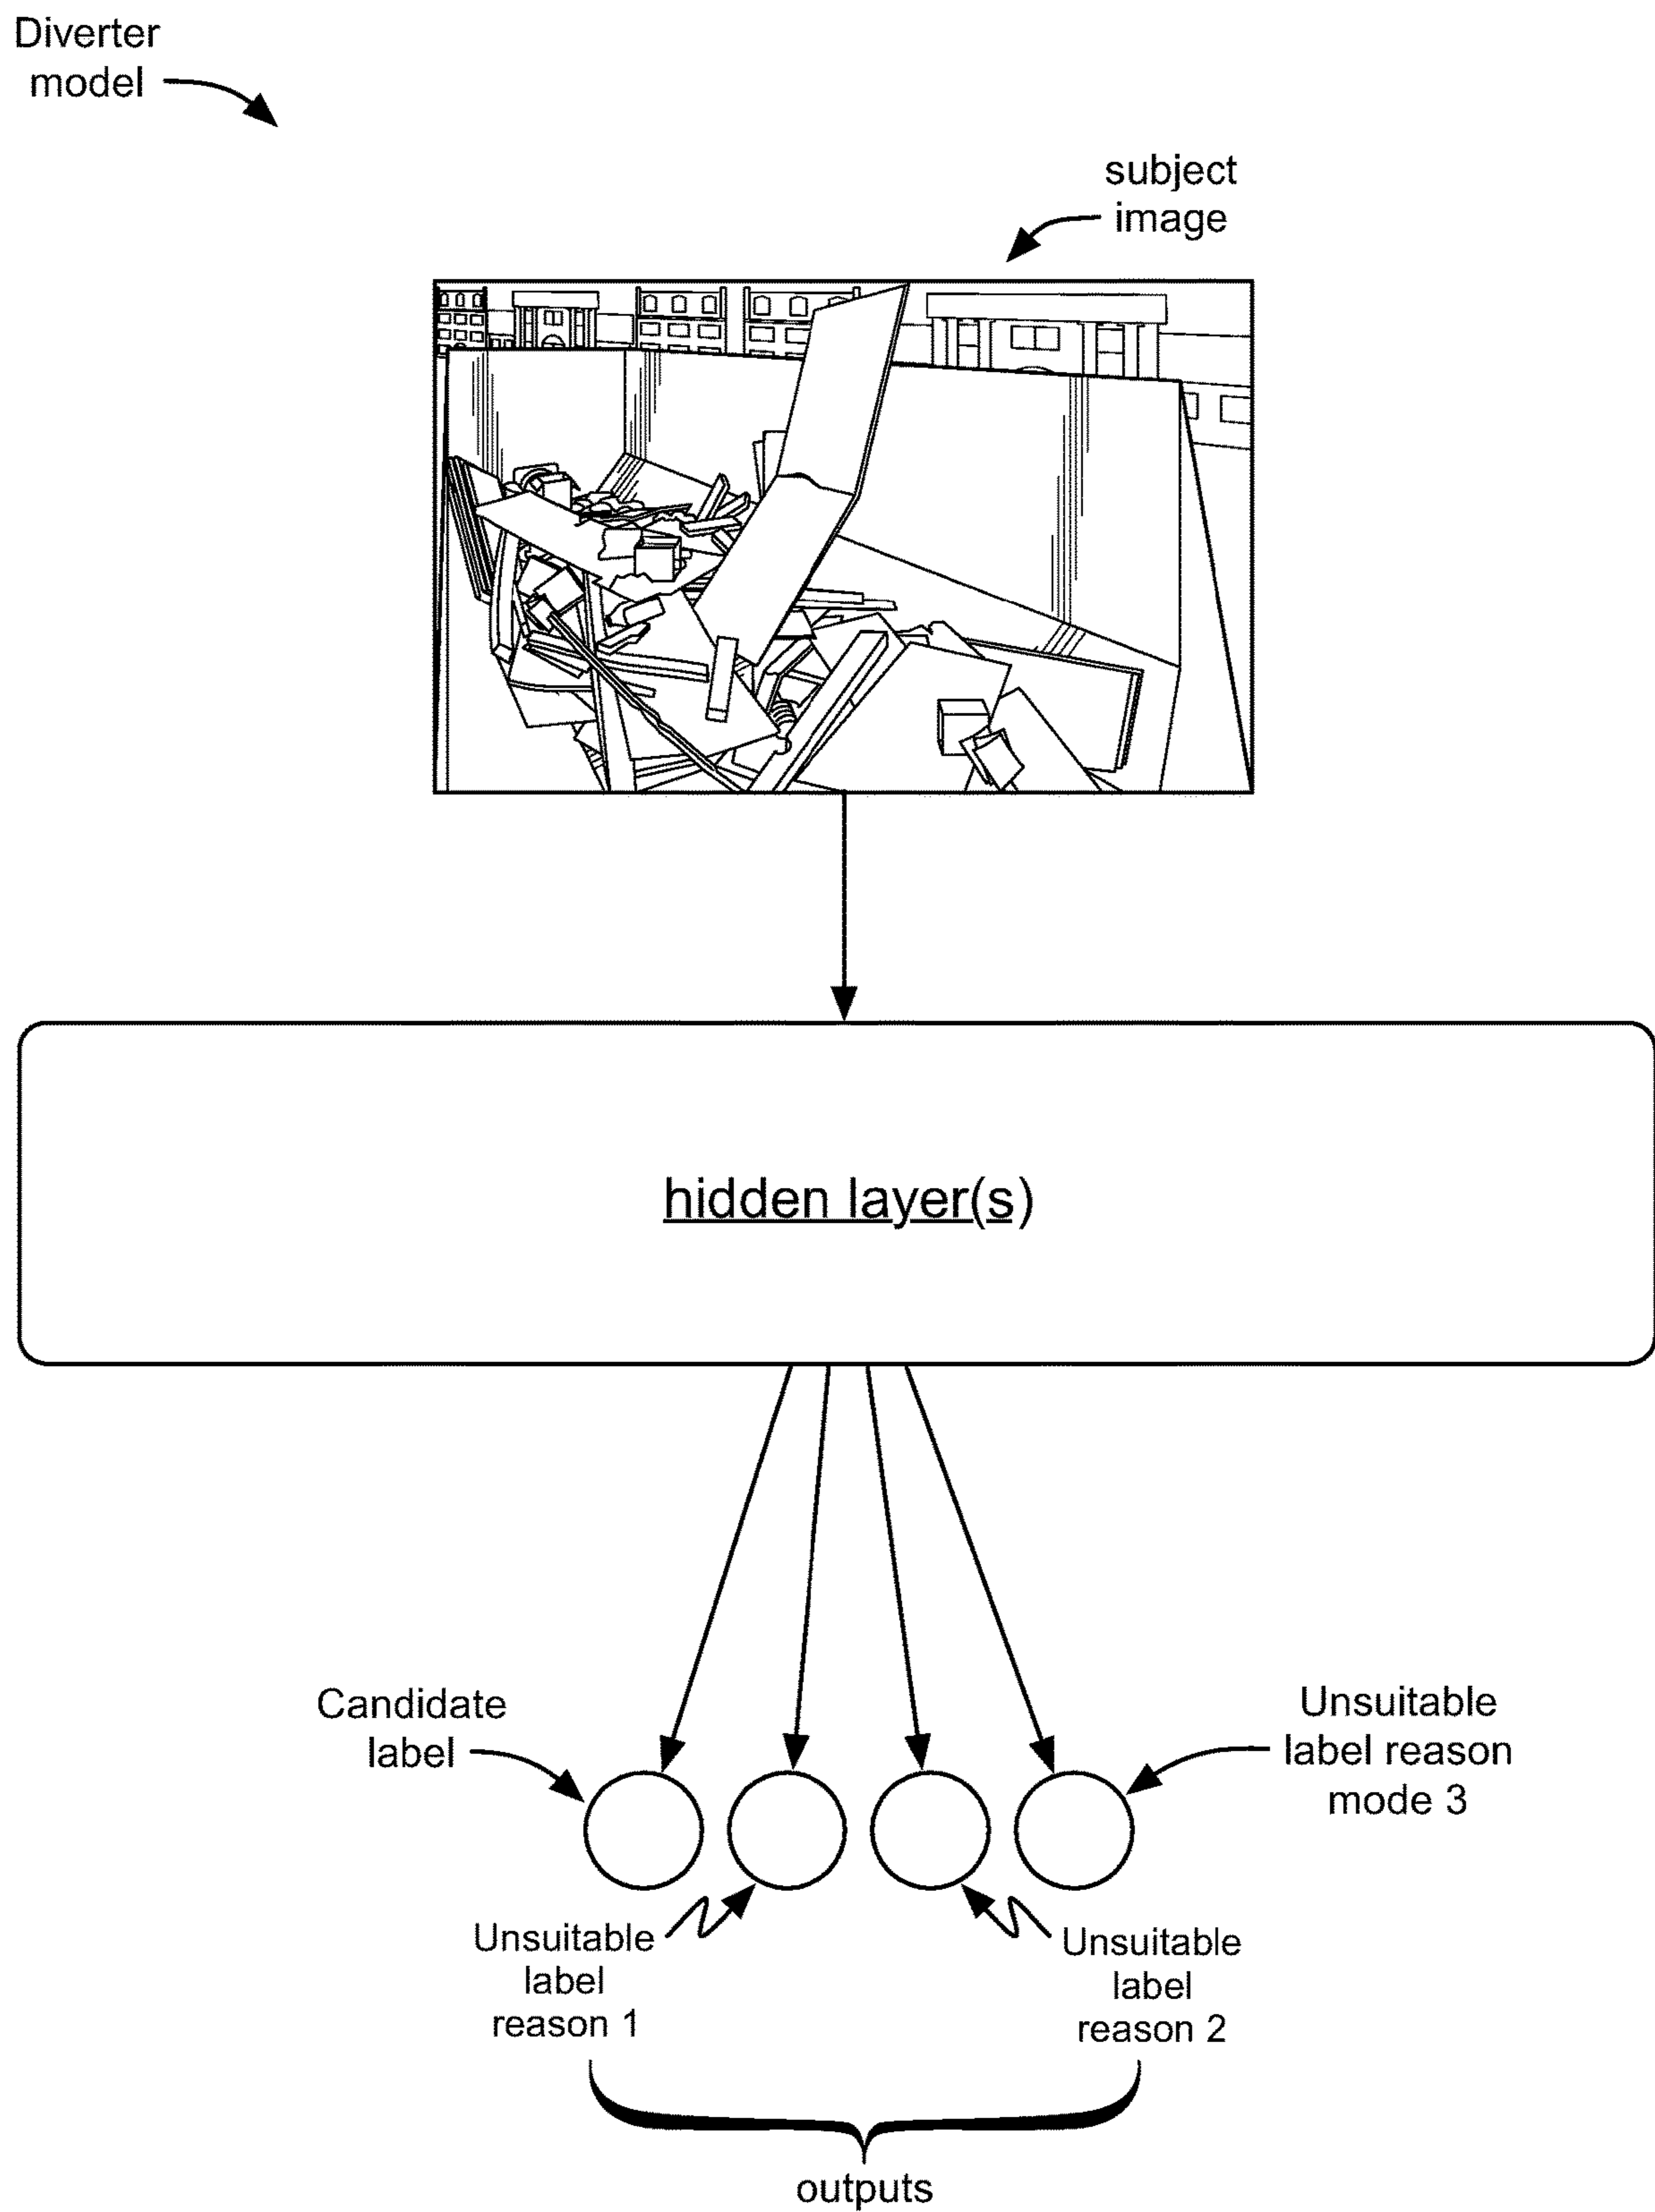 Diverter
model
subject
image
hidden layer(s)
Candidate
label
Unsuitable
label reason
mode 3
Unsuitable
label
reason 1
Unsuitable
label
reason 2
outputs